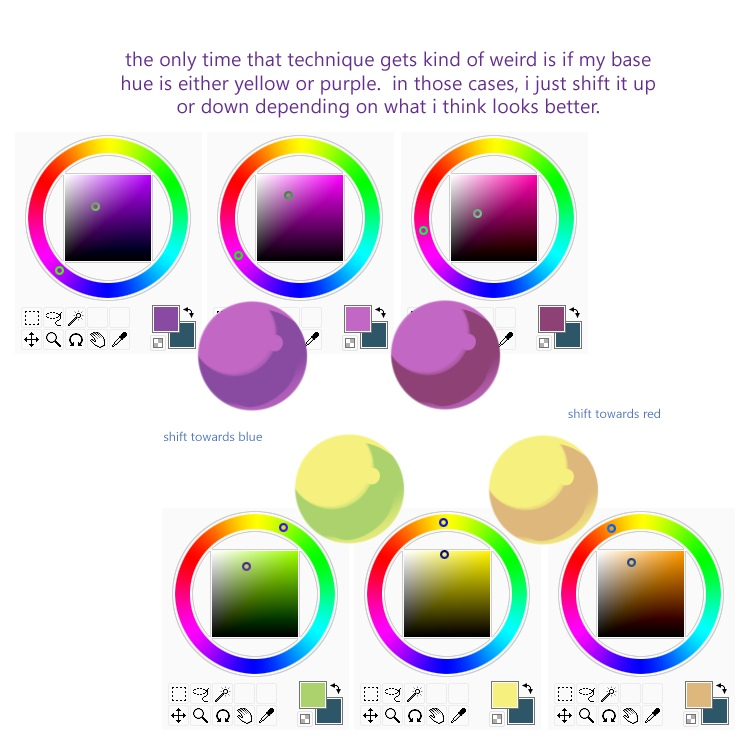 the only time that technique gets kind of weird is if my base
hue is either yellow or purple. in those cases, i just shift it up
or down depending on what i think looks better.
shift towards red
shift towards blue